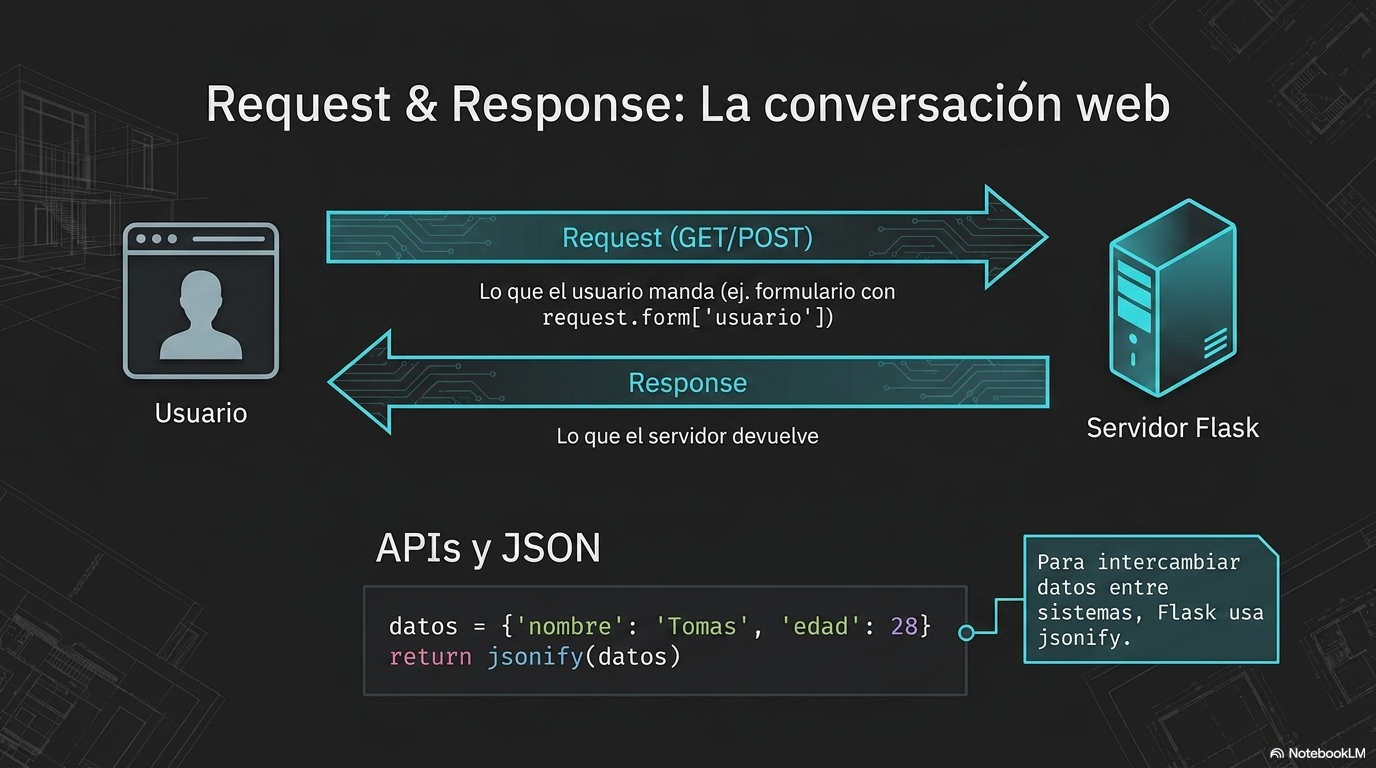 Request & Response: La conversación web
Request (GET/POST)
Lo que el usuario manda (ej. formulario con
request.form['usuario'])
Response
Lo que el servidor devuelve
Usuario
Servidor Flask
APIs y JSON
datos = {'nombre': 'Tomas', 'edad': 28}
return jsonify(datos)
Para intercambiar
datos entre
sistemas, Flask usa
jsonify.
NotebookLM